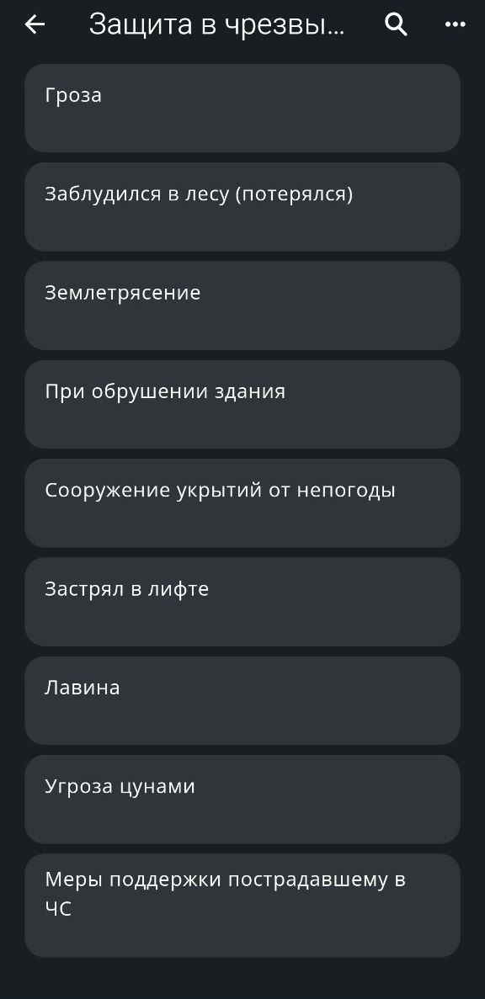 Защита в чрезвы...
Гроза
Заблудился в лесу (потерялся)
Землетрясение
При обрушении здания
Сооружение укрытий от непогоды
Застрял в лифте
Лавина
Угроза цунами
Меры поддержки пострадавшему в
ЧС